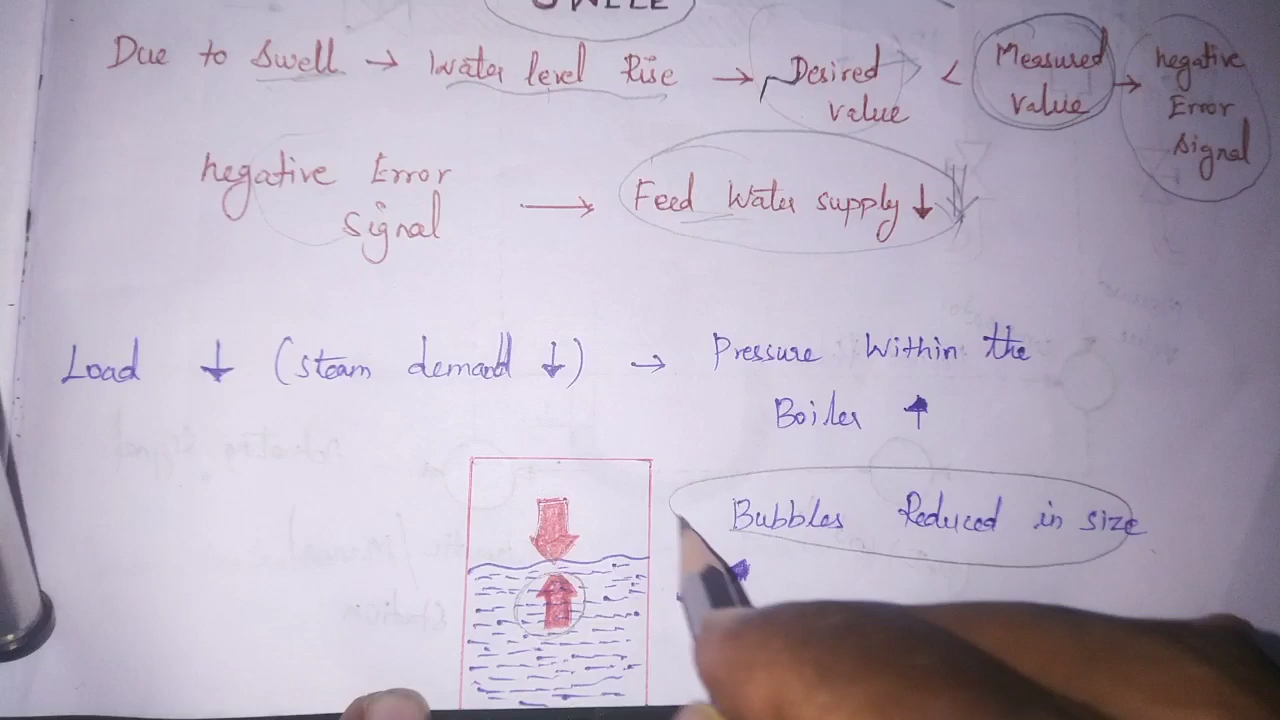 SWELL
Due to Swell → Water level Rise → Desired value < Measured value → negative Error Signal
negative Error Signal → Feed Water supply ↓
Load ↓ (steam demand ↓) → Pressure Within the Boiler ↑
Bubbles Reduced in size